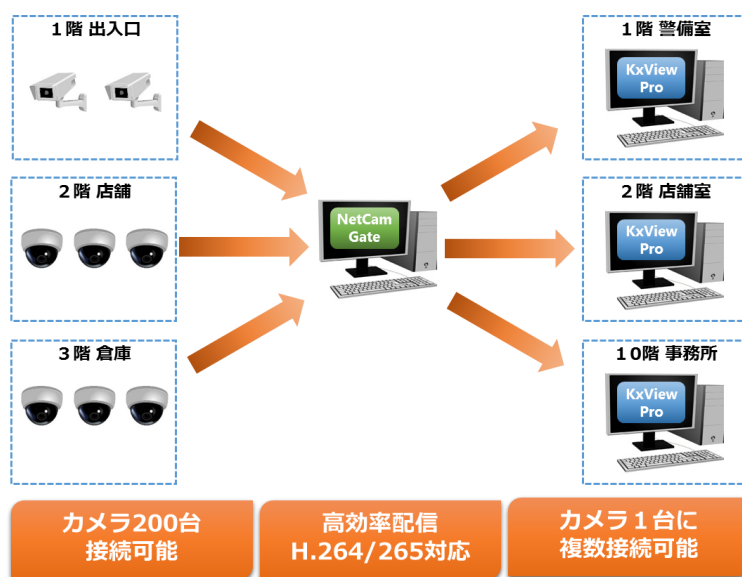 1階 出入口
2階 店舗
3階 倉庫
NetCam
Gate
1階 警備室
KxView
Pro
2階 店舗室
KxView
Pro
10階 事務所
KxView
Pro
カメラ200台
接続可能
高効率配信
H.264/265対応
カメラ1台に
複数接続可能